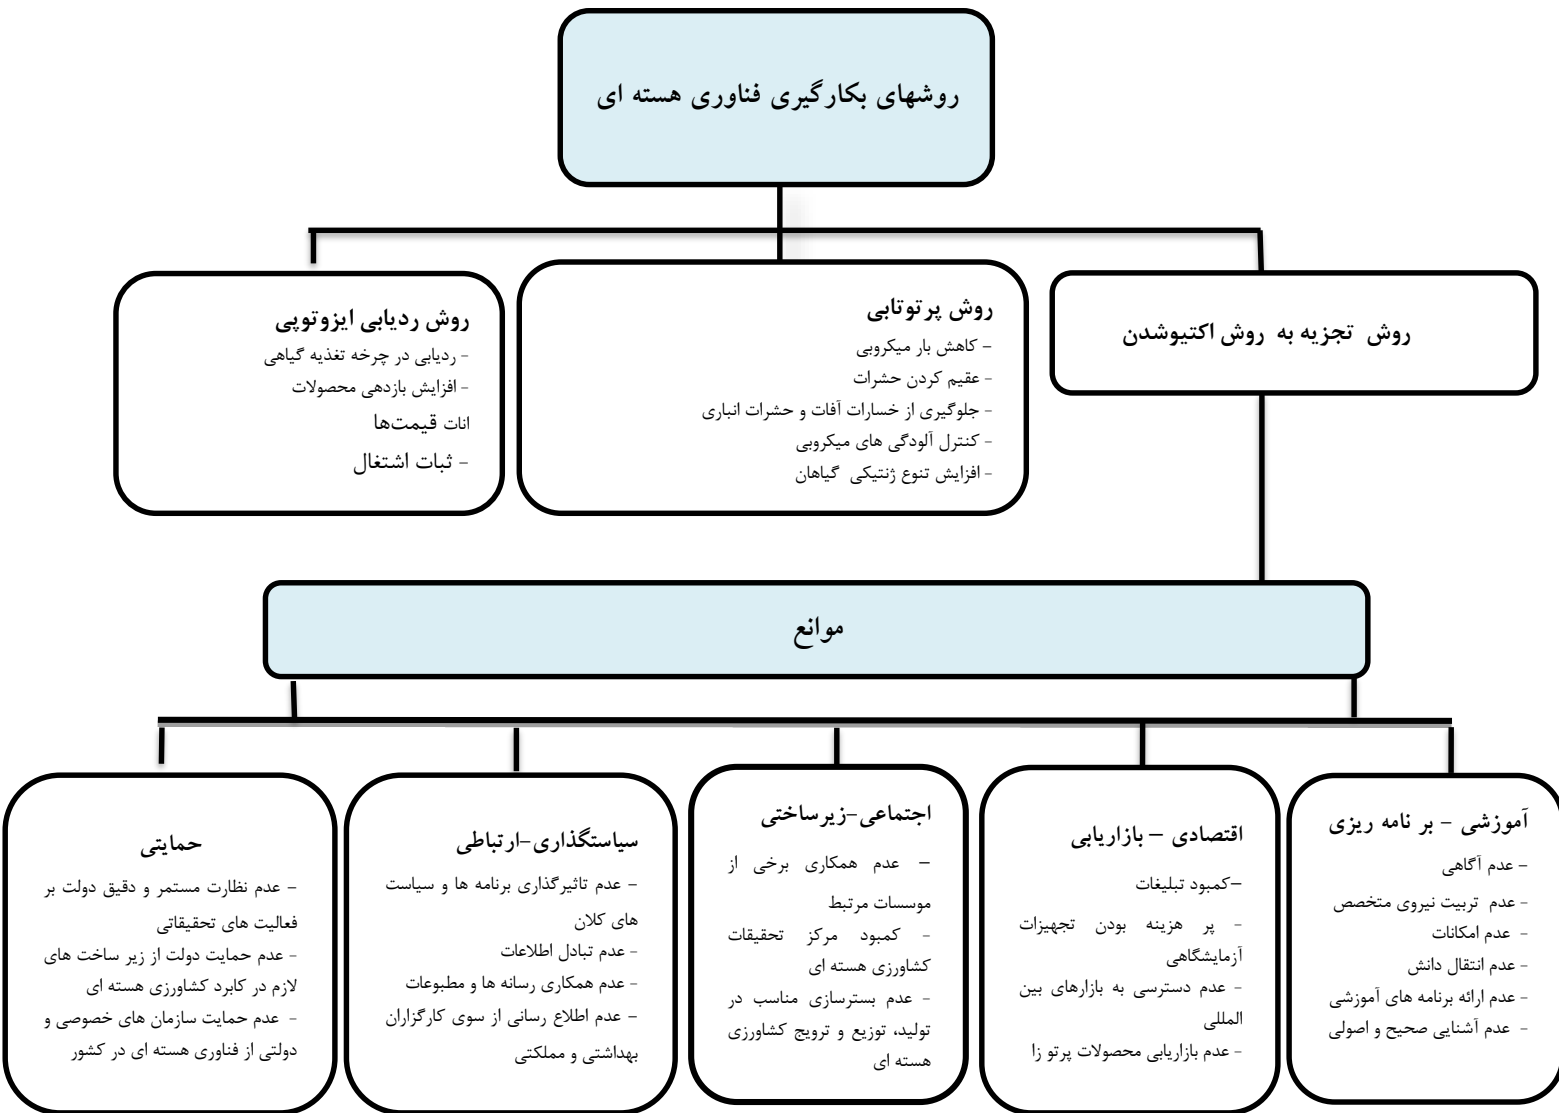 روشهای بکارگیری فناوری هسته ای
روش تجزیه به روش اکتیوشدن
روش پرتوتابی
– کاهش بار میکروبی
- عقیم کردن حشرات
- جلوگیری از خسارات آفات و حشرات انباری
- کنترل آلودگی های میکروبی
- افزایش تنوع ژنتیکی گیاهان
روش ردیابی ایزوتوپی
- ردیابی در چرخه تغذیه گیاهی
- افزایش بازدهی محصولات
انات قیمت‌ها
- ثبات اشتغال
موانع
آموزشی - بر نامه ریزی
– عدم آگاهی
- عدم تربیت نیروی متخصص
- عدم امکانات
- عدم انتقال دانش
- عدم ارائه برنامه های آموزشی
- عدم آشنایی صحیح و اصولی
اقتصادی – بازاریابی
–کمبود تبلیغات
- پر هزینه بودن تجهیزات
آزمایشگاهی
- عدم دسترسی به بازارهای بین
المللی
- عدم بازاریابی محصولات پرتو زا
اجتماعی-زیرساختی
– عدم همکاری برخی از
موسسات مرتبط
- کمبود مرکز تحقیقات
کشاورزی هسته ای
- عدم بسترسازی مناسب در
تولید، توزیع و ترویج کشاورزی
هسته ای
سیاستگذاری-ارتباطی
– عدم تاثیرگذاری برنامه ها و سیاست
های کلان
- عدم تبادل اطلاعات
- عدم همکاری رسانه ها و مطبوعات
– عدم اطلاع رسانی از سوی کارگزاران
بهداشتی و مملکتی
حمایتی
– عدم نظارت مستمر و دقیق دولت بر
فعالیت های تحقیقاتی
- عدم حمایت دولت از زیر ساخت های
لازم در کابرد کشاورزی هسته ای
- عدم حمایت سازمان های خصوصی و
دولتی از فناوری هسته ای در کشور